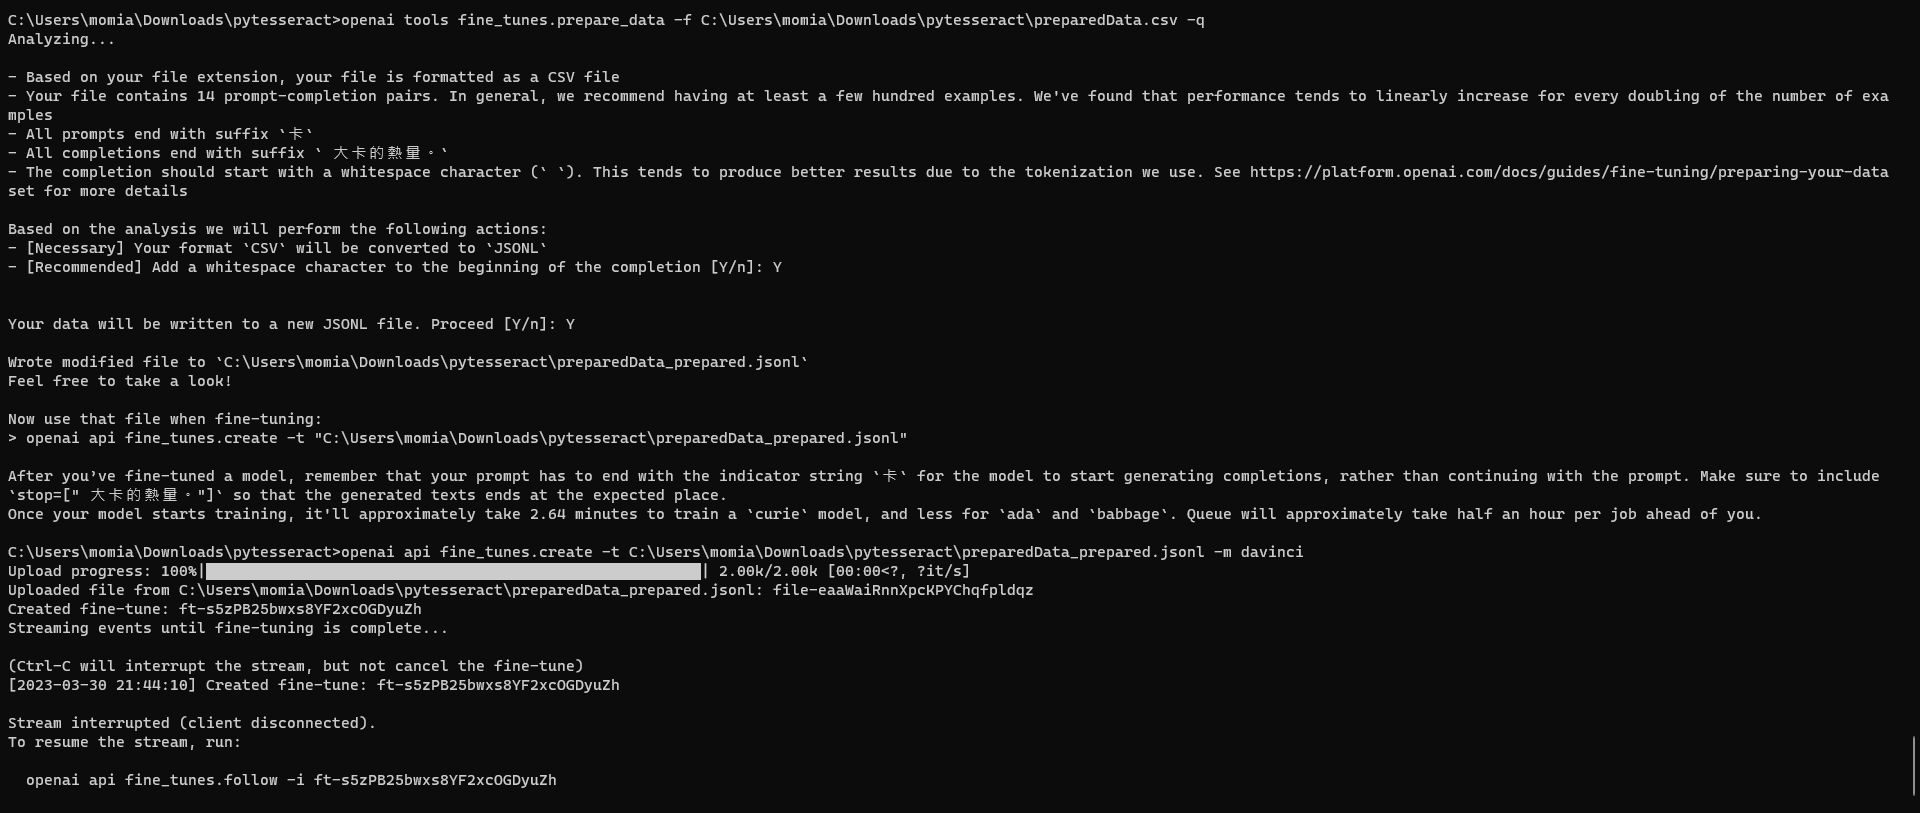 C:\Users\momia\Downloads\pytesseract>openai tools fine_tunes.prepare_data -f C:\Users\momia\Downloads\pytesseract\preparedData.csv -q
Analyzing...
- Based on your file extension, your file is formatted as a CSV file
- Your file contains 14 prompt-completion pairs. In general, we recommend having at least a few hundred examples. We've found that performance tends to linearly increase for every doubling of the number of exa
mples
- All prompts end with suffix `卡`
- All completions end with suffix ` 大卡的熱量。`
- The completion should start with a whitespace character (` `). This tends to produce better results due to the tokenization we use. See https://platform.openai.com/docs/guides/fine-tuning/preparing-your-data
set for more details
Based on the analysis we will perform the following actions:
- [Necessary] Your format `CSV` will be converted to `JSONL`
- [Recommended] Add a whitespace character to the beginning of the completion [Y/n]: Y
Your data will be written to a new JSONL file. Proceed [Y/n]: Y
Wrote modified file to `C:\Users\momia\Downloads\pytesseract\preparedData_prepared.jsonl`
Feel free to take a look!
Now use that file when fine-tuning:
> openai api fine_tunes.create -t "C:\Users\momia\Downloads\pytesseract\preparedData_prepared.jsonl"
After you’ve fine-tuned a model, remember that your prompt has to end with the indicator string `卡` for the model to start generating completions, rather than continuing with the prompt. Make sure to include
`stop=[" 大卡的熱量。"]` so that the generated texts ends at the expected place.
Once your model starts training, it'll approximately take 2.64 minutes to train a `curie` model, and less for `ada` and `babbage`. Queue will approximately take half an hour per job ahead of you.
C:\Users\momia\Downloads\pytesseract>openai api fine_tunes.create -t C:\Users\momia\Downloads\pytesseract\preparedData_prepared.jsonl -m davinci
Upload progress: 100%|██████████| 2.00k/2.00k [00:00<?, ?it/s]
Uploaded file from C:\Users\momia\Downloads\pytesseract\preparedData_prepared.jsonl: file-eaaWaiRnnXpcKPYChqfpldqz
Created fine-tune: ft-s5zPB25bwxs8YF2xcOGDyuZh
Streaming events until fine-tuning is complete...
(Ctrl-C will interrupt the stream, but not cancel the fine-tune)
[2023-03-30 21:44:10] Created fine-tune: ft-s5zPB25bwxs8YF2xcOGDyuZh
Stream interrupted (client disconnected).
To resume the stream, run:
openai api fine_tunes.follow -i ft-s5zPB25bwxs8YF2xcOGDyuZh